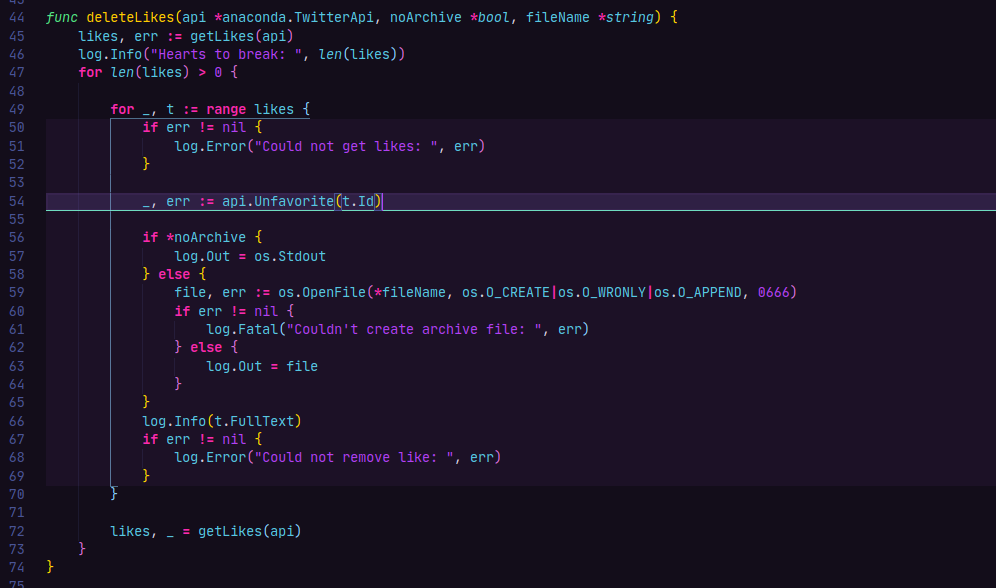 44 func deleteLikes(api *anaconda.TwitterApi, noArchive *bool, fileName *string) {
45     likes, err := getLikes(api)
46     log.Info("Hearts to break: ", len(likes))
47     for len(likes) > 0 {
48
49         for _, t := range likes {
50             if err != nil {
51                 log.Error("Could not get likes: ", err)
52             }
53
54             _, err := api.Unfavorite(t.Id)
55
56             if *noArchive {
57                 log.Out = os.Stdout
58             } else {
59                 file, err := os.OpenFile(*fileName, os.O_CREATE|os.O_WRONLY|os.O_APPEND, 0666)
60                 if err != nil {
61                     log.Fatal("Couldn't create archive file: ", err)
62                 } else {
63                     log.Out = file
64                 }
65             }
66             log.Info(t.FullText)
67             if err != nil {
68                 log.Error("Could not remove like: ", err)
69             }
70         }
71
72         likes, _ = getLikes(api)
73     }
74 }
75